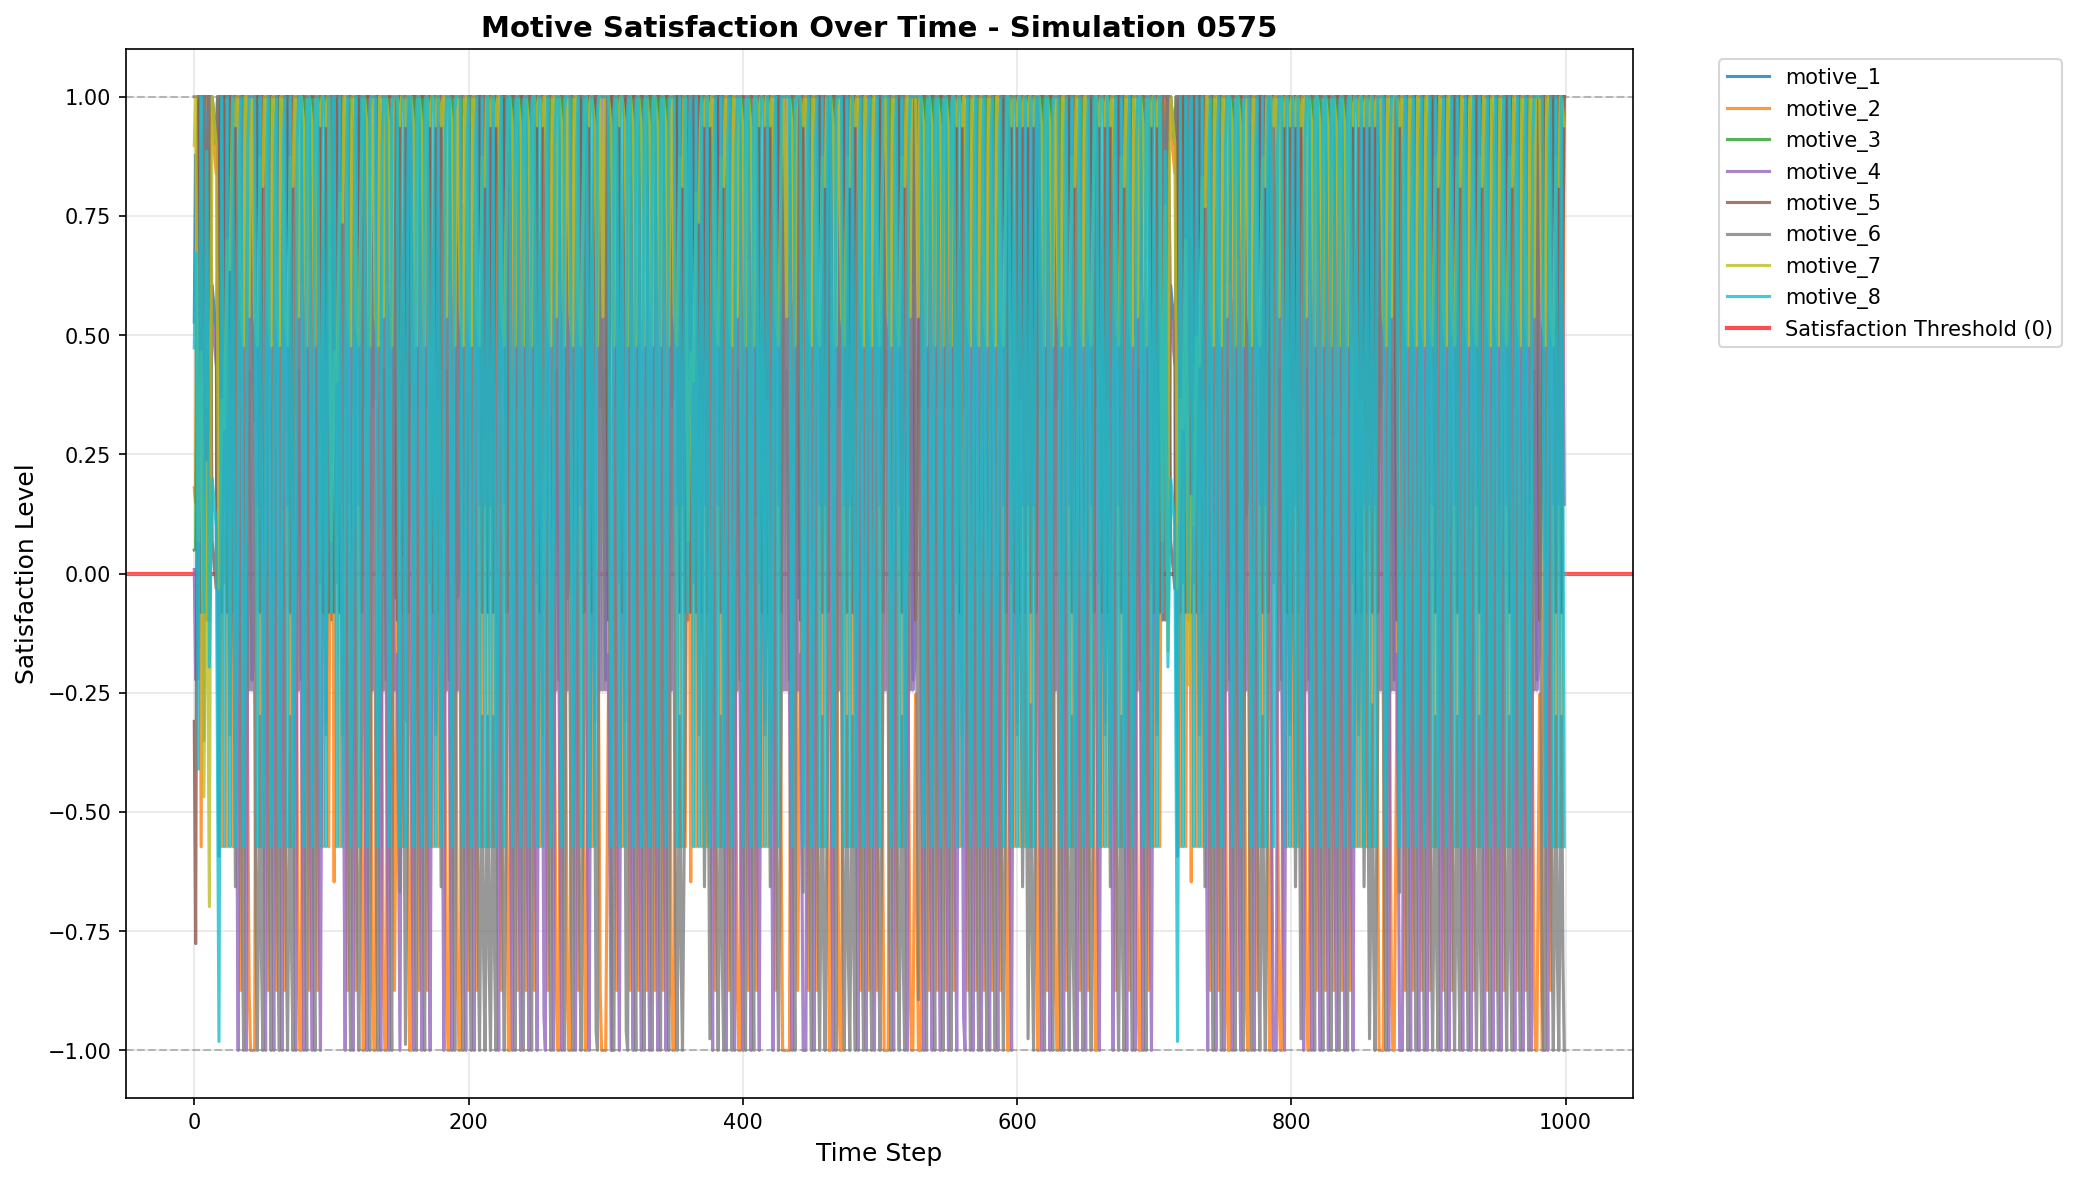 Motive Satisfaction Over Time - Simulation 0575
1.00
0.75
0.50
0.25
0.00
−0.25
−0.50
−0.75
−1.00
Satisfaction Level
0
200
400
600
800
1000
Time Step
motive_1
motive_2
motive_3
motive_4
motive_5
motive_6
motive_7
motive_8
Satisfaction Threshold (0)